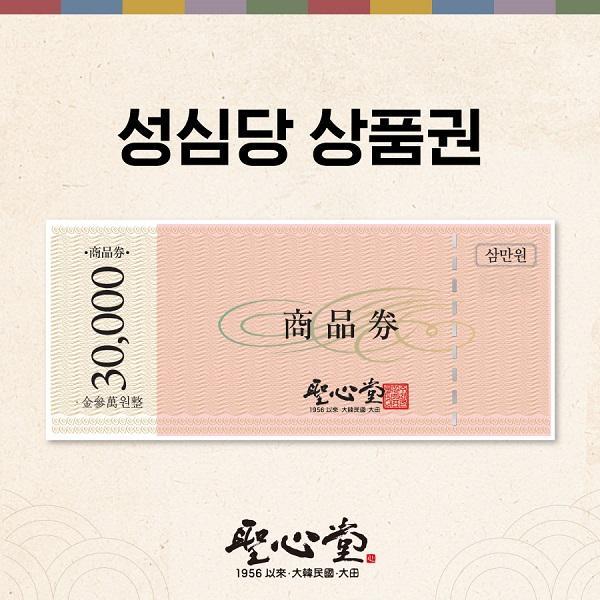 성심당 상품권
·商品券·
30,000
·金參萬원整
商品券
삼만원
聖心堂
1956 以來·大韓民國·大田
聖心堂
1956 以來·大韓民國·大田